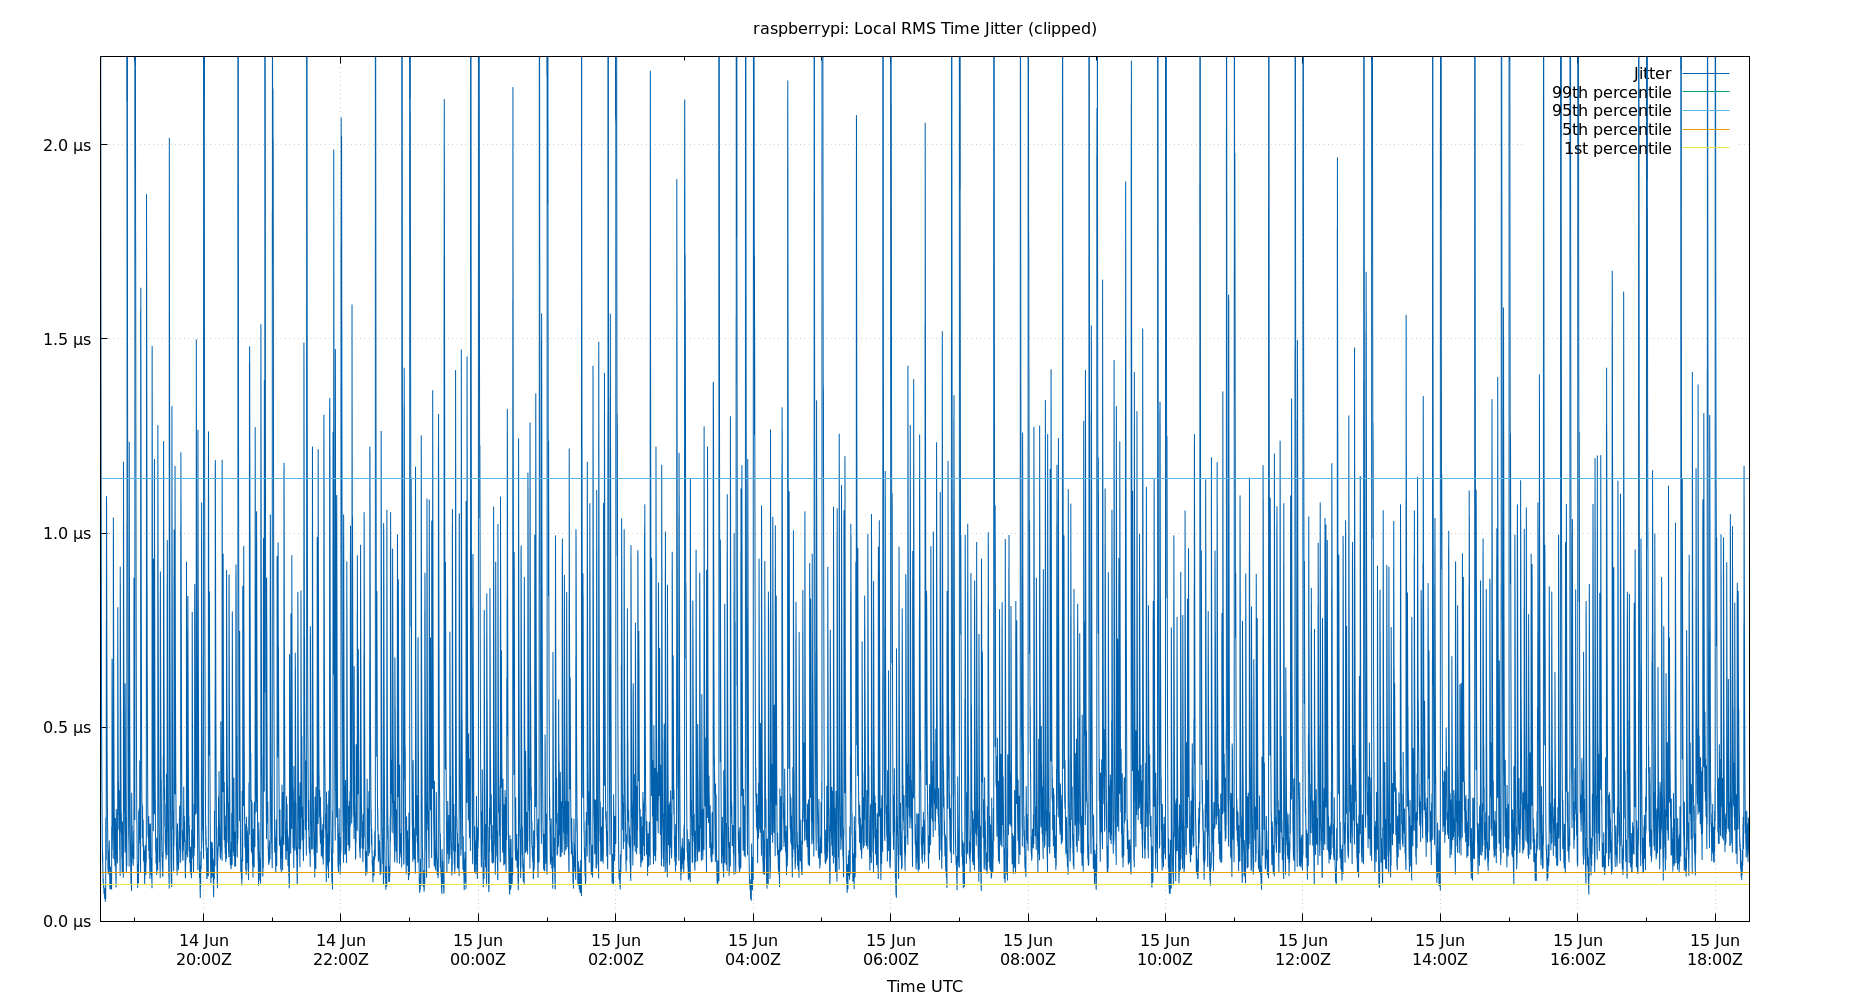 raspberrypi: Local RMS Time Jitter (clipped)
Jitter
99th percentile
95th percentile
5th percentile
1st percentile
2.0 µs
1.5 µs
1.0 µs
0.5 µs
0.0 µs
14 Jun 14 Jun 15 Jun 15 Jun 15 Jun 15 Jun 15 Jun 15 Jun 15 Jun 15 Jun 15 Jun 15 Jun
20:00Z 22:00Z 00:00Z 02:00Z 04:00Z 06:00Z 08:00Z 10:00Z 12:00Z 14:00Z 16:00Z 18:00Z
Time UTC